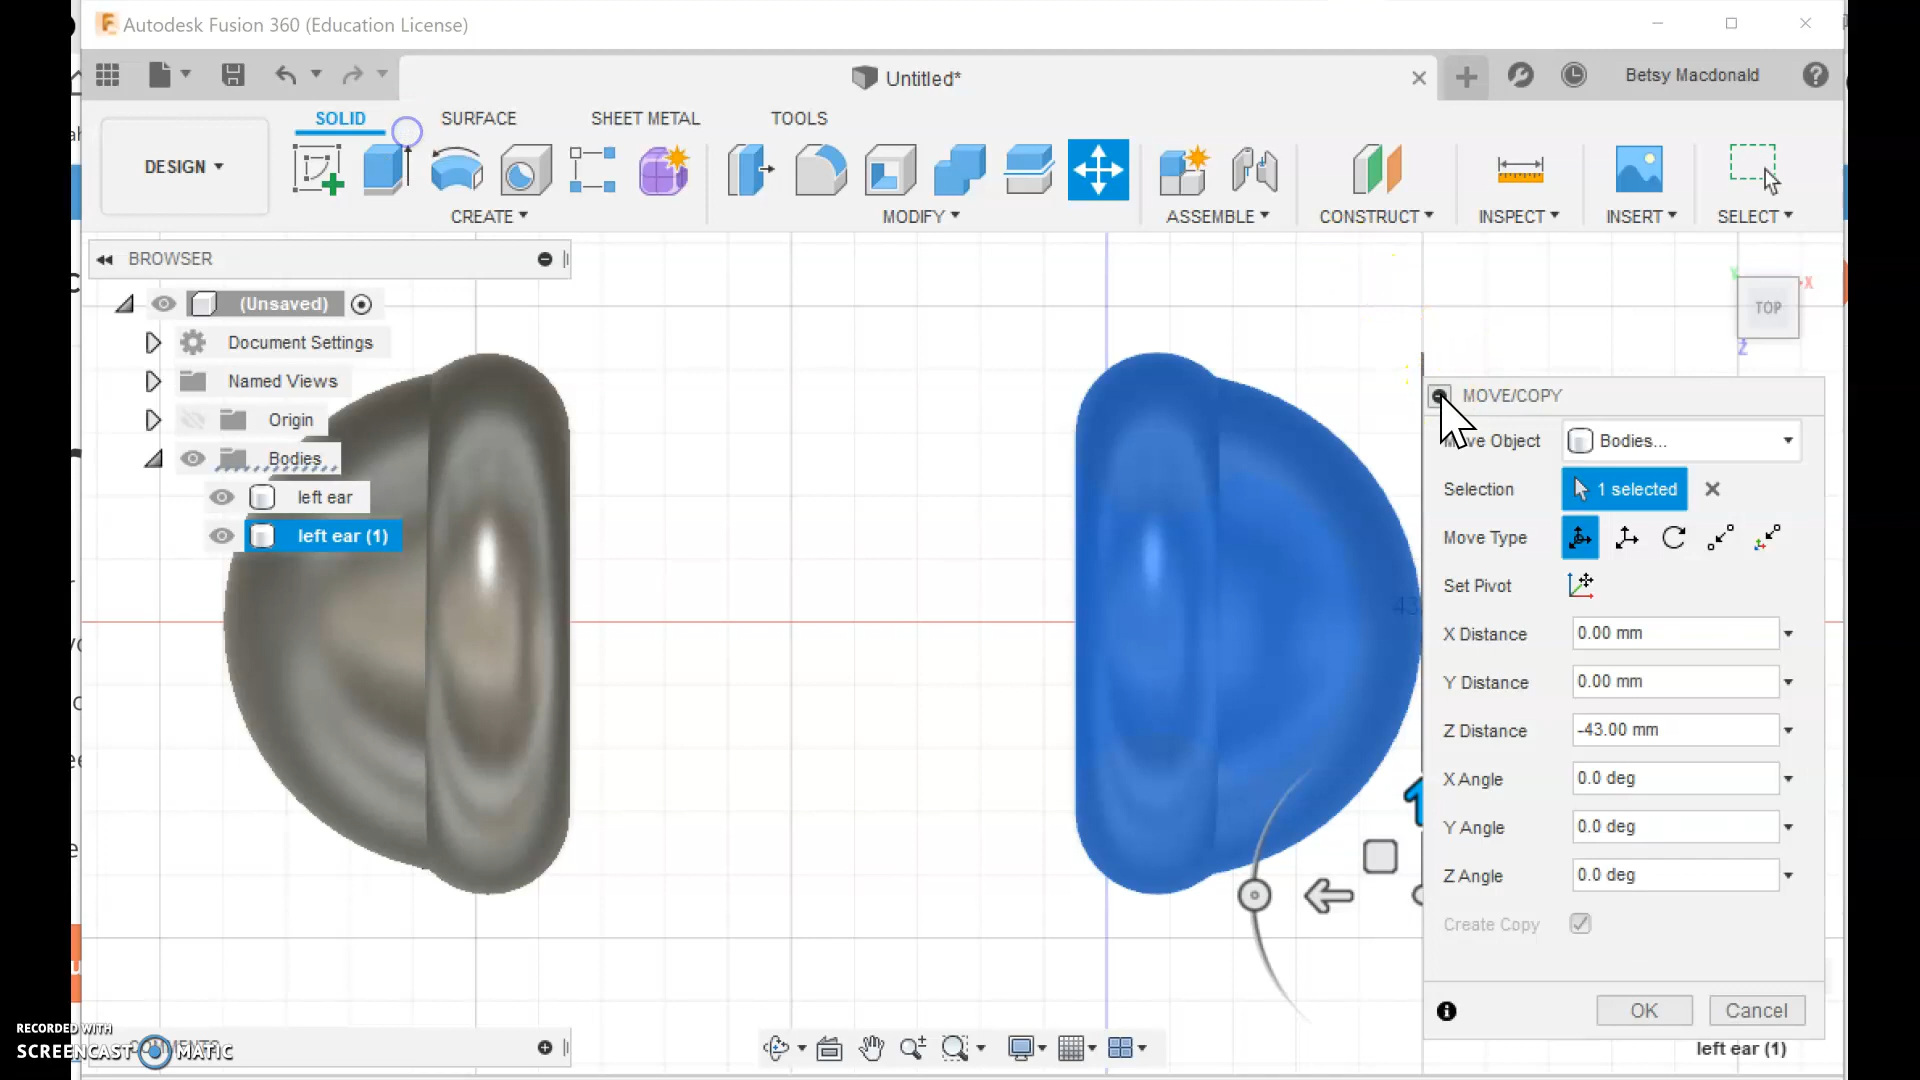 Autodesk Fusion 360 (Education License)
Untitled*
Betsy Macdonald
SOLID
SURFACE
SHEET METAL
TOOLS
DESIGN
CREATE
MODIFY
ASSEMBLE
CONSTRUCT
INSPECT
INSERT
SELECT
BROWSER
(Unsaved)
Document Settings
Named Views
Origin
Bodies
left ear
left ear (1)
Y
X
TOP
Z
MOVE/COPY
Move Object
Bodies...
Selection
1 selected
Move Type
Set Pivot
X Distance
0.00 mm
Y Distance
0.00 mm
Z Distance
-43.00 mm
X Angle
0.0 deg
Y Angle
0.0 deg
Z Angle
0.0 deg
Create Copy
OK
Cancel
left ear (1)
RECORDED WITH
SCREENCAST MATIC